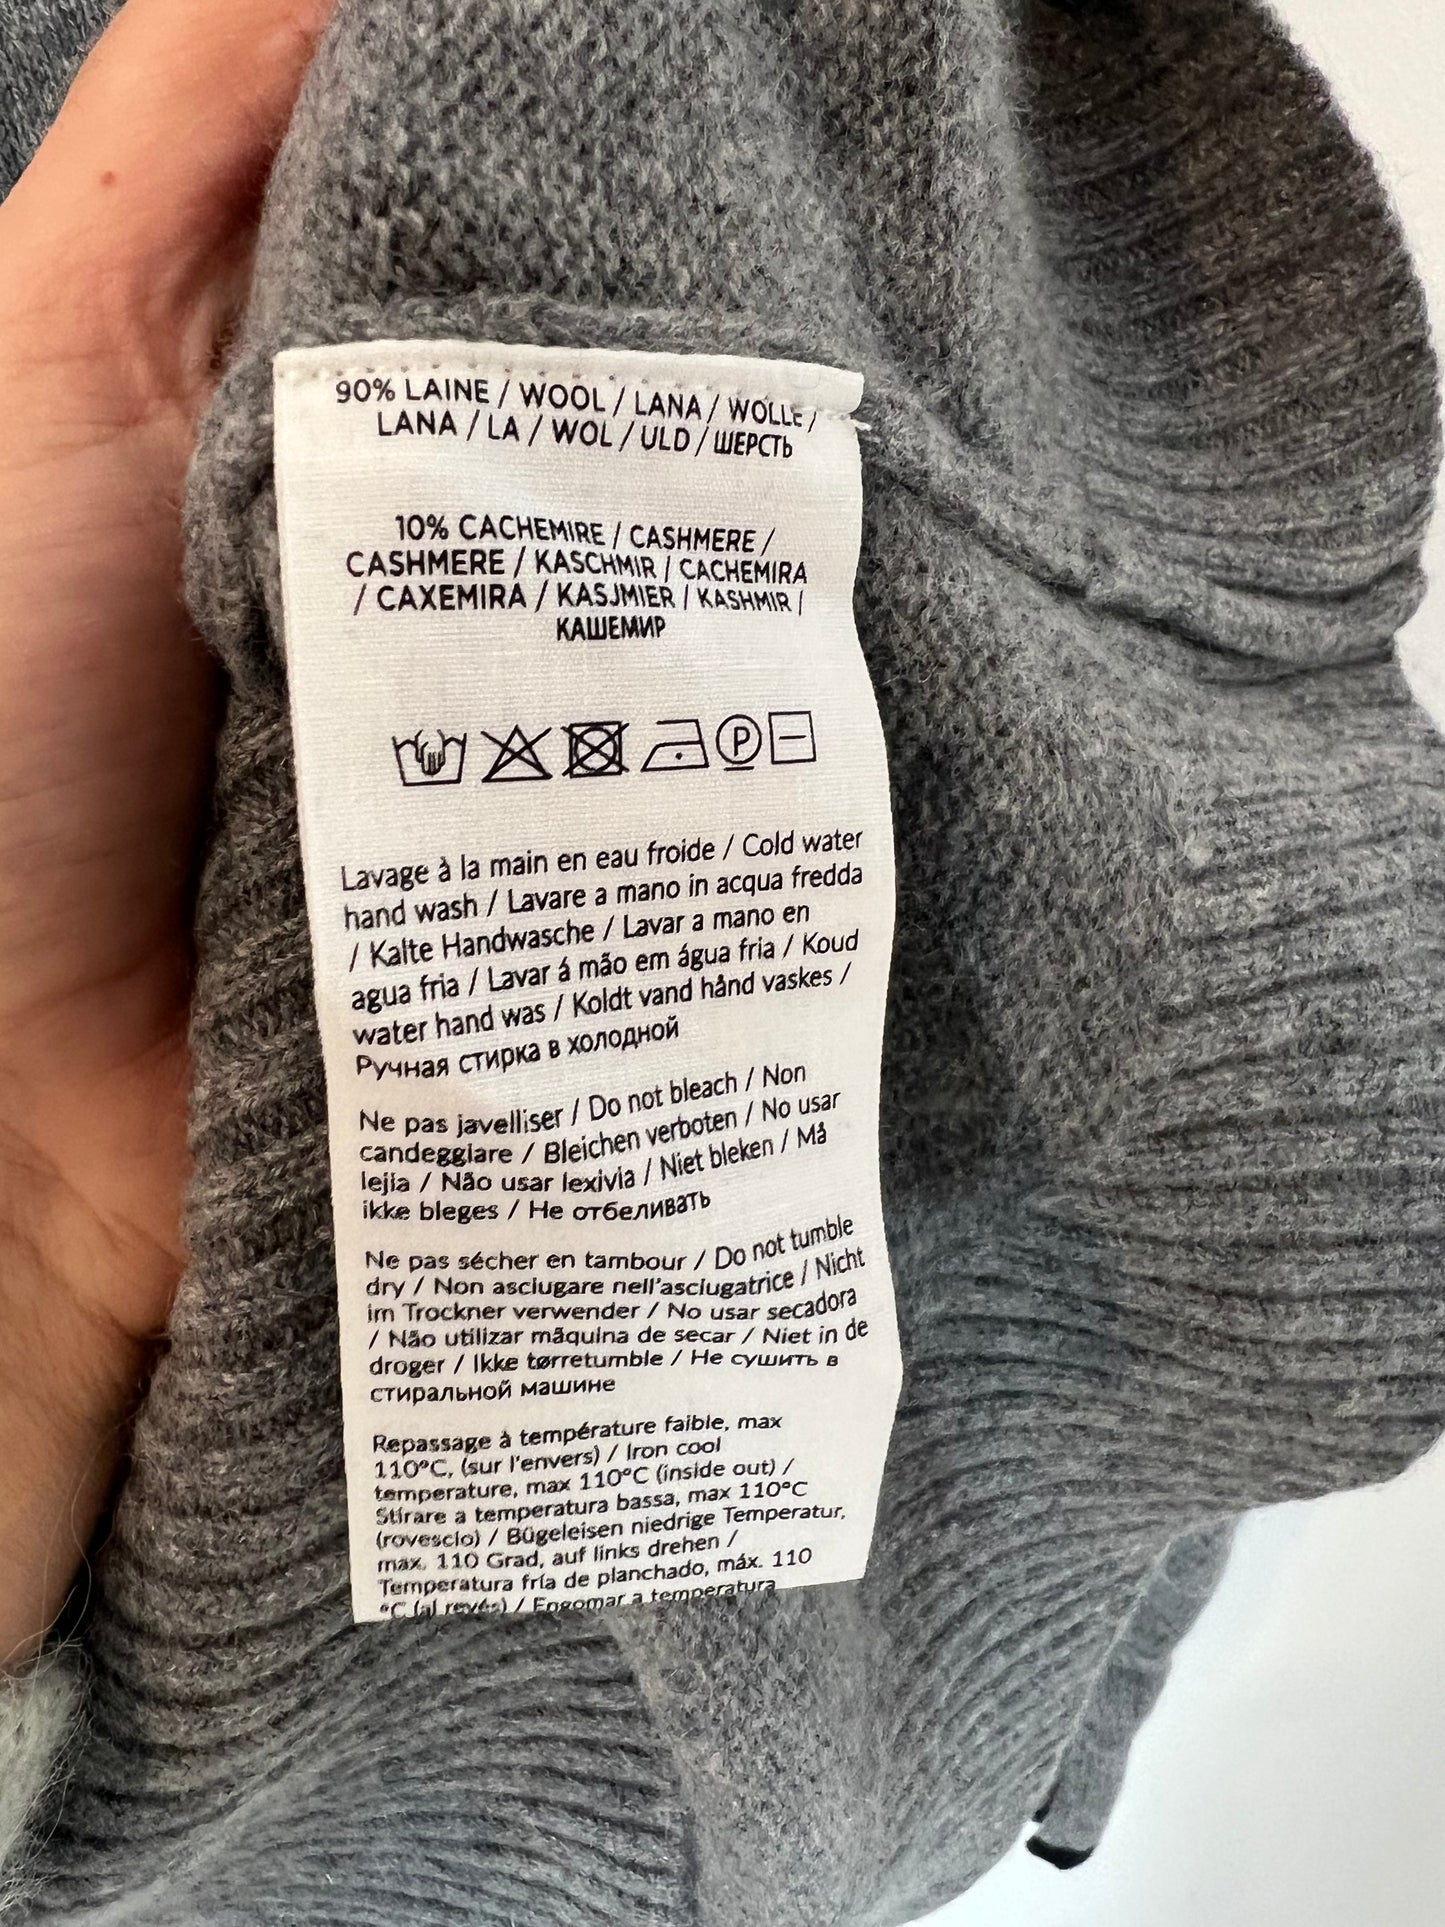 90% LAINE / WOOL / LANA / WOLLE /
LANA / LA / WOL / ULD / ШЕРСТЬ
10% CACHEMIRE / CASHMERE /
CASHMERE / KASCHMIR / CACHEMIRA
/ CAXEMIRA / KASJMIER / KASHMIR /
КАШЕМИР
P
Lavage à la main en eau froide / Cold water
hand wash / Lavare a mano in acqua fredda
/ Kalte Handwasche / Lavar a mano en
agua fria / Lavar á mão em água fria / Koud
water hand was / Koldt vand hånd vaskes /
Ручная стирка в холодной
Ne pas javelliser / Do not bleach / Non
candeggiare / Bleichen verboten / No usar
lejia / Não usar lexivia / Niet bleken / Må
ikke bleges / Не отбеливать
Ne pas sécher en tambour / Do not tumble
dry / Non asciugare nell'asciugatrice / Nicht
im Trockner verwender / No usar secadora
/ Não utilizar mãquina de secar / Niet in de
droger / Ikke tørretumble / Не сушить в
стиральной машине
Repassage à température faible, max
110°C, (sur l'envers) / Iron cool
temperature, max 110°C (inside out) /
Stirare a temperatura bassa, max 110°C
(rovescio) / Bügeleisen niedrige Temperatur,
max. 110 Grad, auf links drehen /
Temperatura fría de planchado, máx. 110
°C (al revés) / Engomar a temperatura